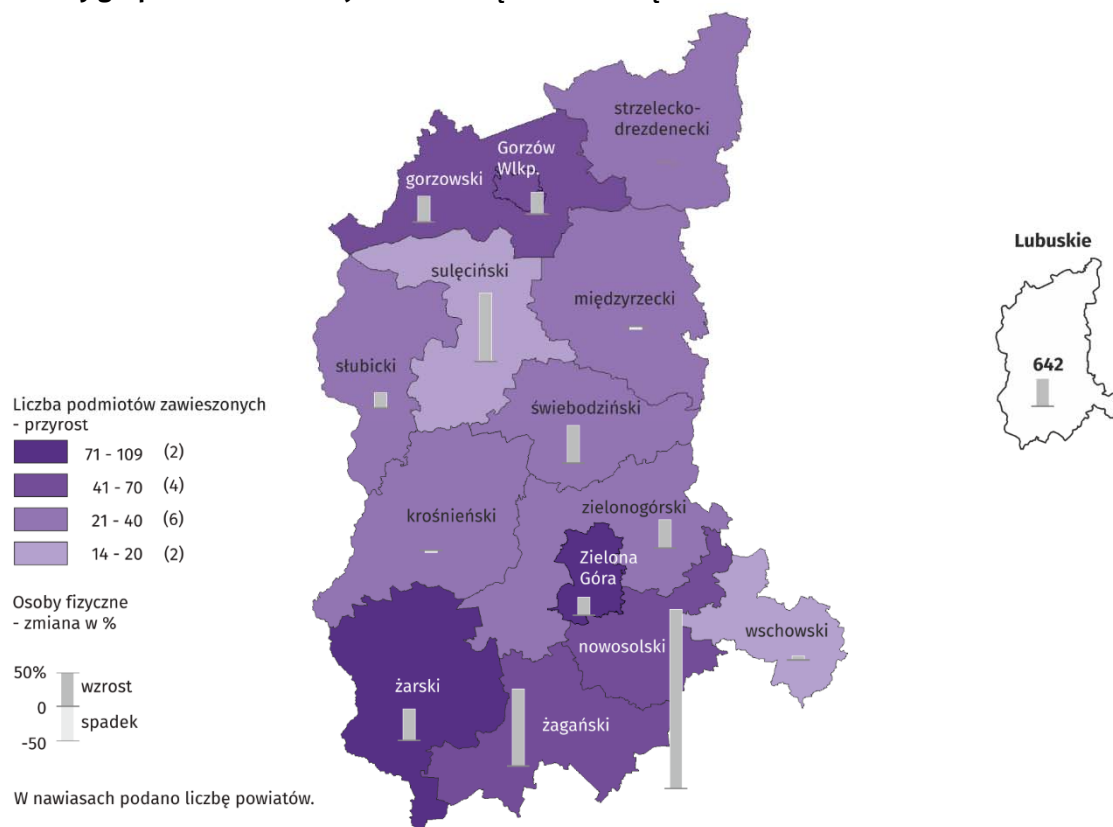 strzelecko-
drezdenecki
Gorzów
Wlkp.
gorzowski
sulęciński
międzyrzecki
słubicki
świebodziński
krośnieński
zielonogórski
Zielona
Góra
nowosolski
wschowski
żarski
żagański
Lubuskie
642
Liczba podmiotów zawieszonych
- przyrost
71 - 109 (2)
41 - 70 (4)
21 - 40 (6)
14 - 20 (2)
Osoby fizyczne
- zmiana w %
50%
wzrost
0
spadek
-50
W nawiasach podano liczbę powiatów.